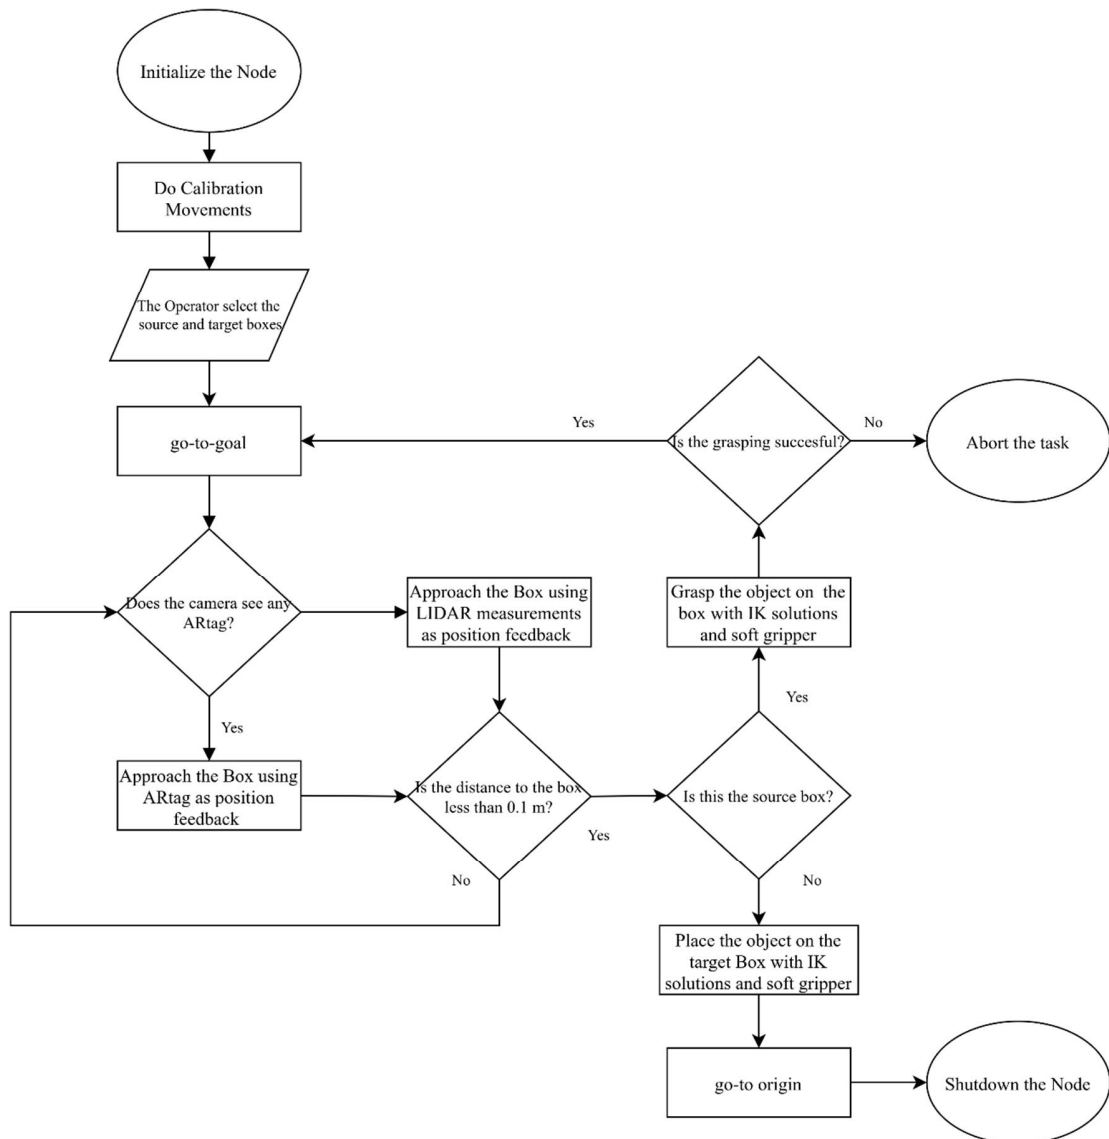 Initialize the Node
Do Calibration
Movements
The Operator select the
source and target boxes
go-to-goal
Yes
Is the grasping succesful?
No
Abort the task
Does the camera see any
ARtag?
Approach the Box using
LIDAR measurements
as position feedback
Grasp the object on the
box with IK solutions
and soft gripper
Yes
Yes
Approach the Box using
ARtag as position
feedback
Is the distance to the box
less than 0.1 m?
Yes
Is this the source box?
No
No
Place the object on the
target Box with IK
solutions and soft gripper
go-to origin
Shutdown the Node